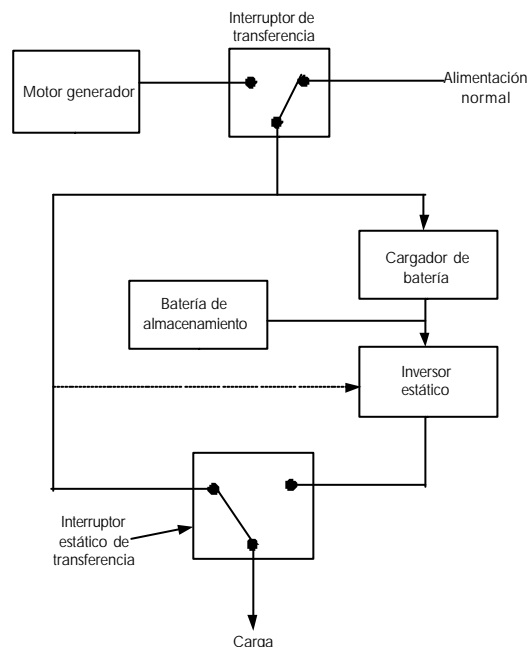 Interruptor de
transferencia
Motor generador
Alimentación
normal
Cargador de
batería
Batería de
almacenamiento
Inversor
estático
Interruptor
estático de
transferencia
Carga